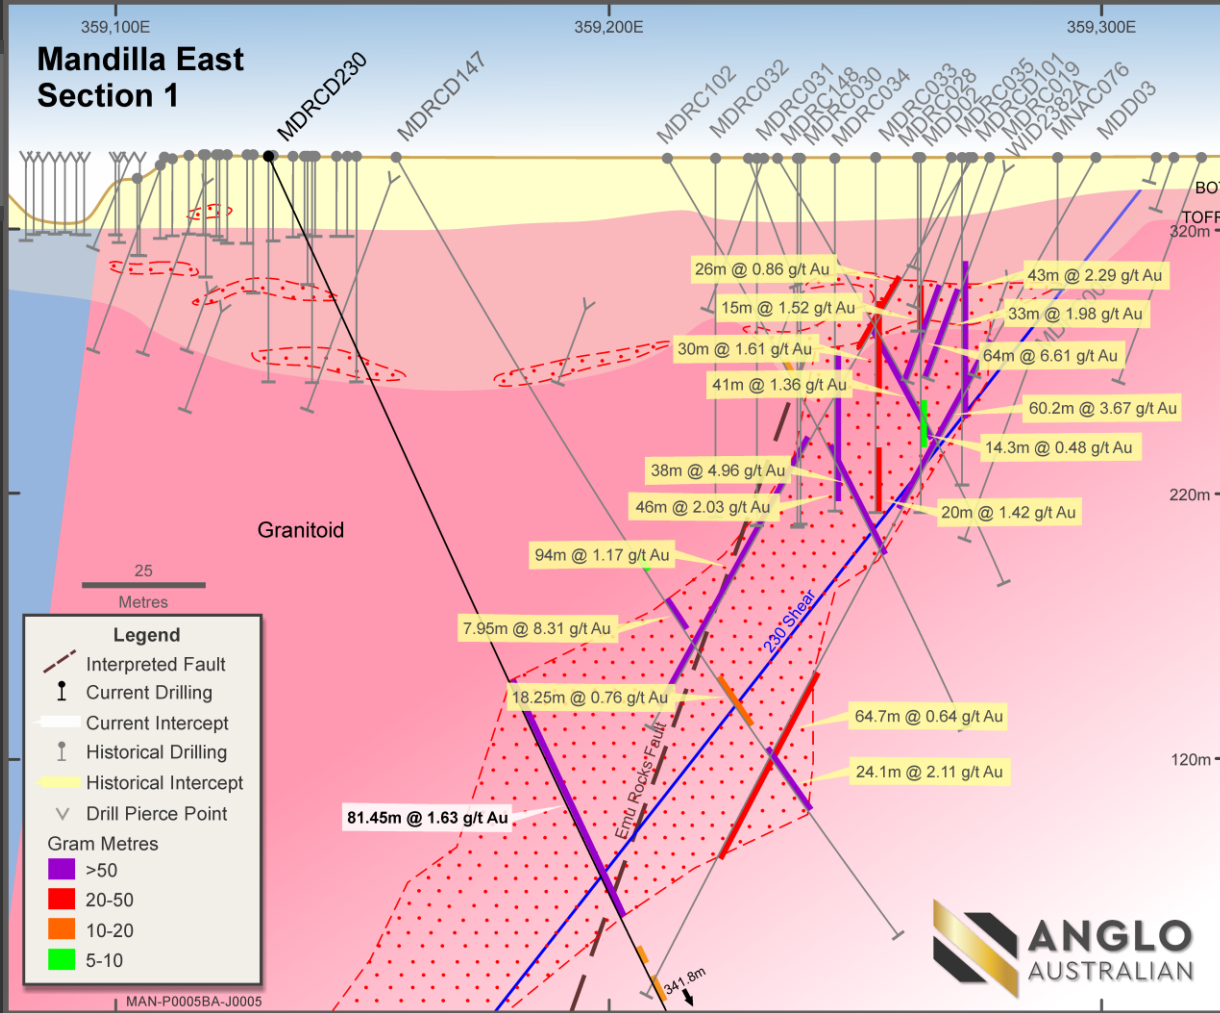 359,100E
359,200E
359,300E
Mandilla East
Section 1
MDRCD230
MDRCD147
MDRC102
MDRC032
MDRC031
MDRC148
MDRC030
MDRC034
MDRC033
MDRC028
MDD02
MDRC035
MDRCD101
MDRC019
WID2382A
MNAC076
MDD03
BO
TOF
320m
26m @ 0.86 g/t Au
43m @ 2.29 g/t Au
15m @ 1.52 g/t Au
33m @ 1.98 g/t Au
30m @ 1.61 g/t Au
64m @ 6.61 g/t Au
41m @ 1.36 g/t Au
60.2m @ 3.67 g/t Au
14.3m @ 0.48 g/t Au
38m @ 4.96 g/t Au
220m
46m @ 2.03 g/t Au
20m @ 1.42 g/t Au
Granitoid
94m @ 1.17 g/t Au
25
Metres
230 Shear
7.95m @ 8.31 g/t Au
18.25m @ 0.76 g/t Au
64.7m @ 0.64 g/t Au
Emu Rocks Fault
120m
24.1m @ 2.11 g/t Au
81.45m @ 1.63 g/t Au
Legend
Interpreted Fault
Current Drilling
Current Intercept
Historical Drilling
Historical Intercept
Drill Pierce Point
Gram Metres
>50
20-50
10-20
5-10
MAN-P0005BA-J0005
341.8m
ANGLO
AUSTRALIAN